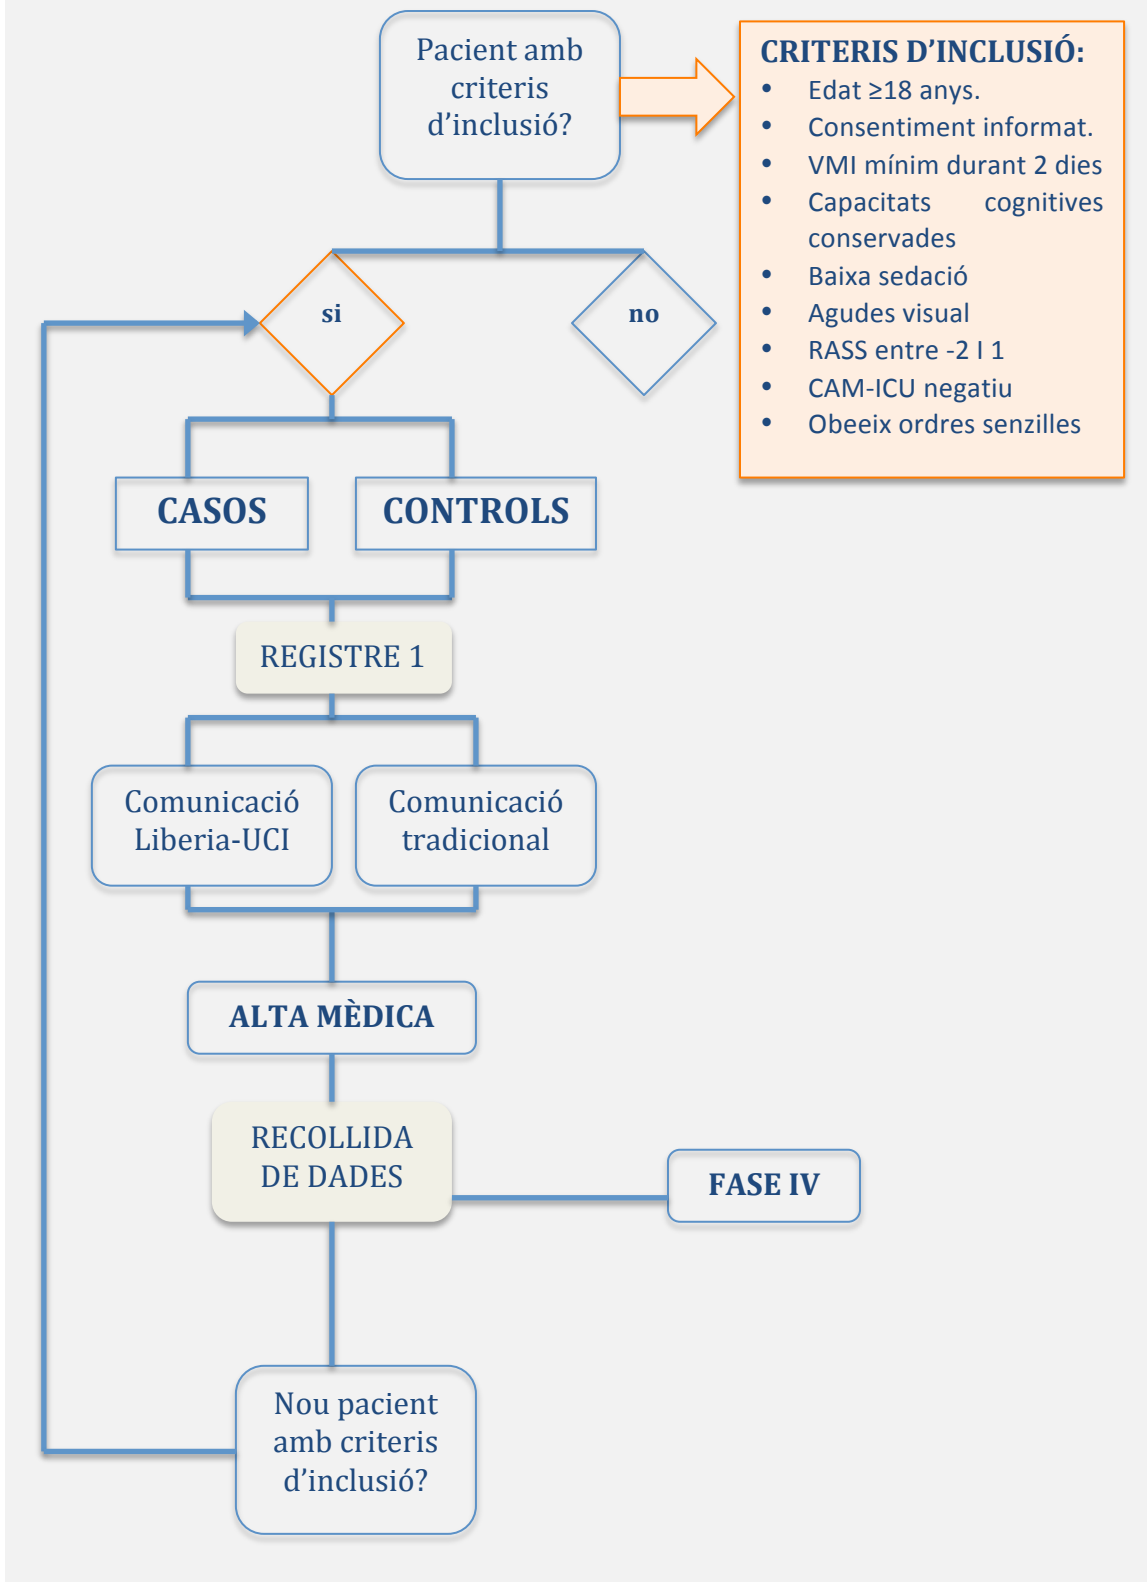 Pacient amb
criteris
d’inclusió?
CRITERIS D’INCLUSIÓ:
• Edat ≥18 anys.
• Consentiment informat.
• VMI mínim durant 2 dies
• Capacitats cognitives
conservades
• Baixa sedació
• Agudes visual
• RASS entre -2 I 1
• CAM-ICU negatiu
• Obeeix ordres senzilles
si
no
CASOS
CONTROLS
REGISTRE 1
Comunicació
Liberia-UCI
Comunicació
tradicional
ALTA MÈDICA
RECOLLIDA
DE DADES
FASE IV
Nou pacient
amb criteris
d’inclusió?